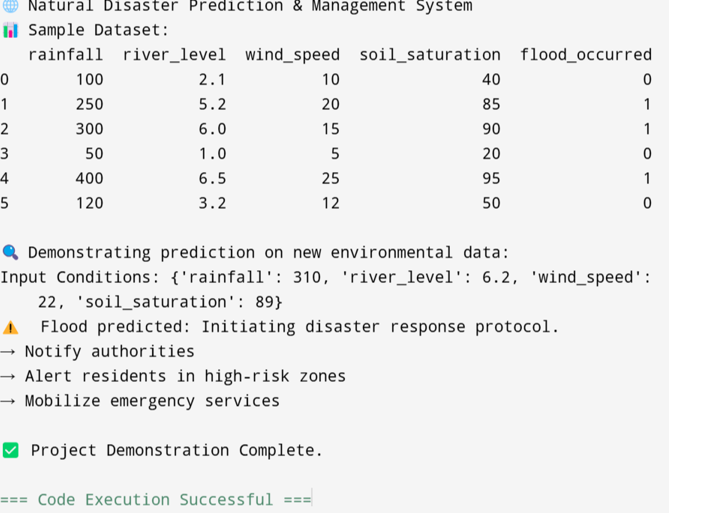 🌐 Natural Disaster Prediction & Management System
📊 Sample Dataset:
rainfall river_level wind_speed soil_saturation flood_occurred
0 100 2.1 10 40 0
1 250 5.2 20 85 1
2 300 6.0 15 90 1
3 50 1.0 5 20 0
4 400 6.5 25 95 1
5 120 3.2 12 50 0
🔍 Demonstrating prediction on new environmental data:
Input Conditions: {'rainfall': 310, 'river_level': 6.2, 'wind_speed':
22, 'soil_saturation': 89}
⚠️ Flood predicted: Initiating disaster response protocol.
→ Notify authorities
→ Alert residents in high-risk zones
→ Mobilize emergency services
✅ Project Demonstration Complete.
=== Code Execution Successful ===